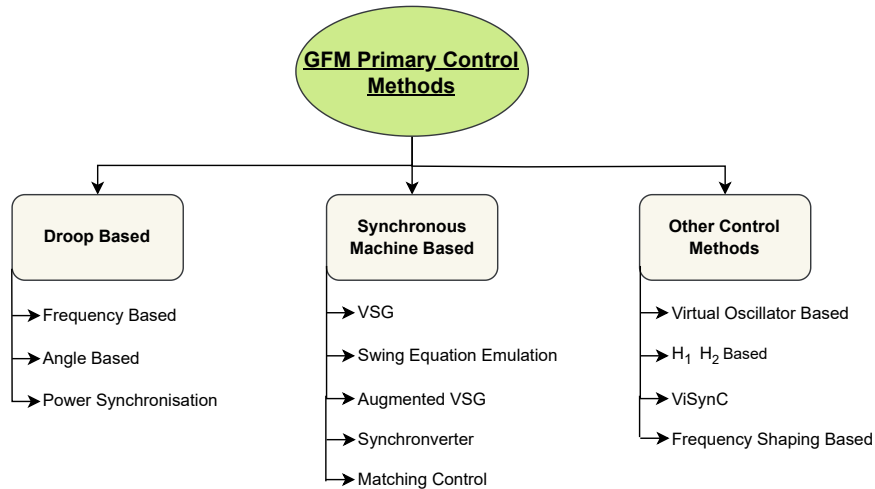 GFM Primary Control
Methods
Droop Based
Frequency Based
Angle Based
Power Synchronisation
Synchronous
Machine Based
VSG
Swing Equation Emulation
Augmented VSG
Synchronverter
Matching Control
Other Control
Methods
Virtual Oscillator Based
H₁ H₂ Based
ViSynC
Frequency Shaping Based